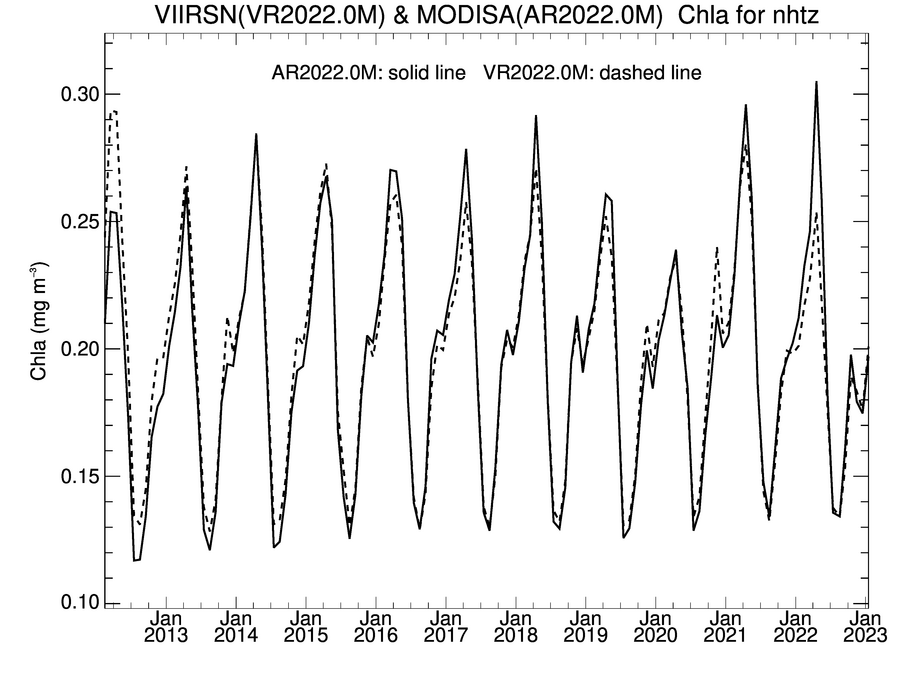 VIIRSN(VR2022.0M) & MODISA(AR2022.0M)  Chla for nhtz
AR2022.0M: solid line   VR2022.0M: dashed line
0.30
0.25
0.20
0.15
0.10
Chla (mg m⁻³)
Jan Jan Jan Jan Jan Jan Jan Jan Jan Jan Jan
2013 2014 2015 2016 2017 2018 2019 2020 2021 2022 2023